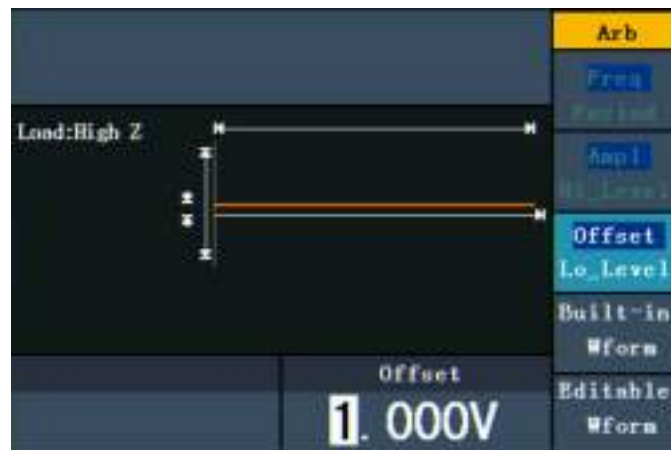 Arb
Freq
Period
Load:High Z
Ampl
Hi_Level
Offset
Lo_Level
Built-in
Wform
Offset
Editable
1.000V
Wform